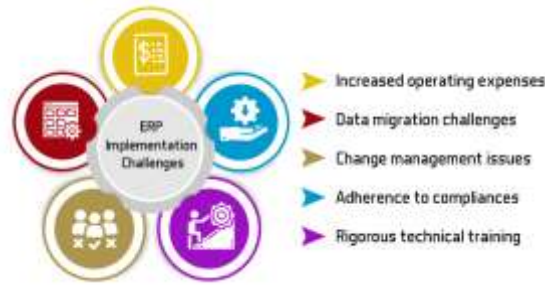 ERP
Implementation
Challenges
Increased operating expenses
Data migration challenges
Change management issues
Adherence to compliances
Rigorous technical training